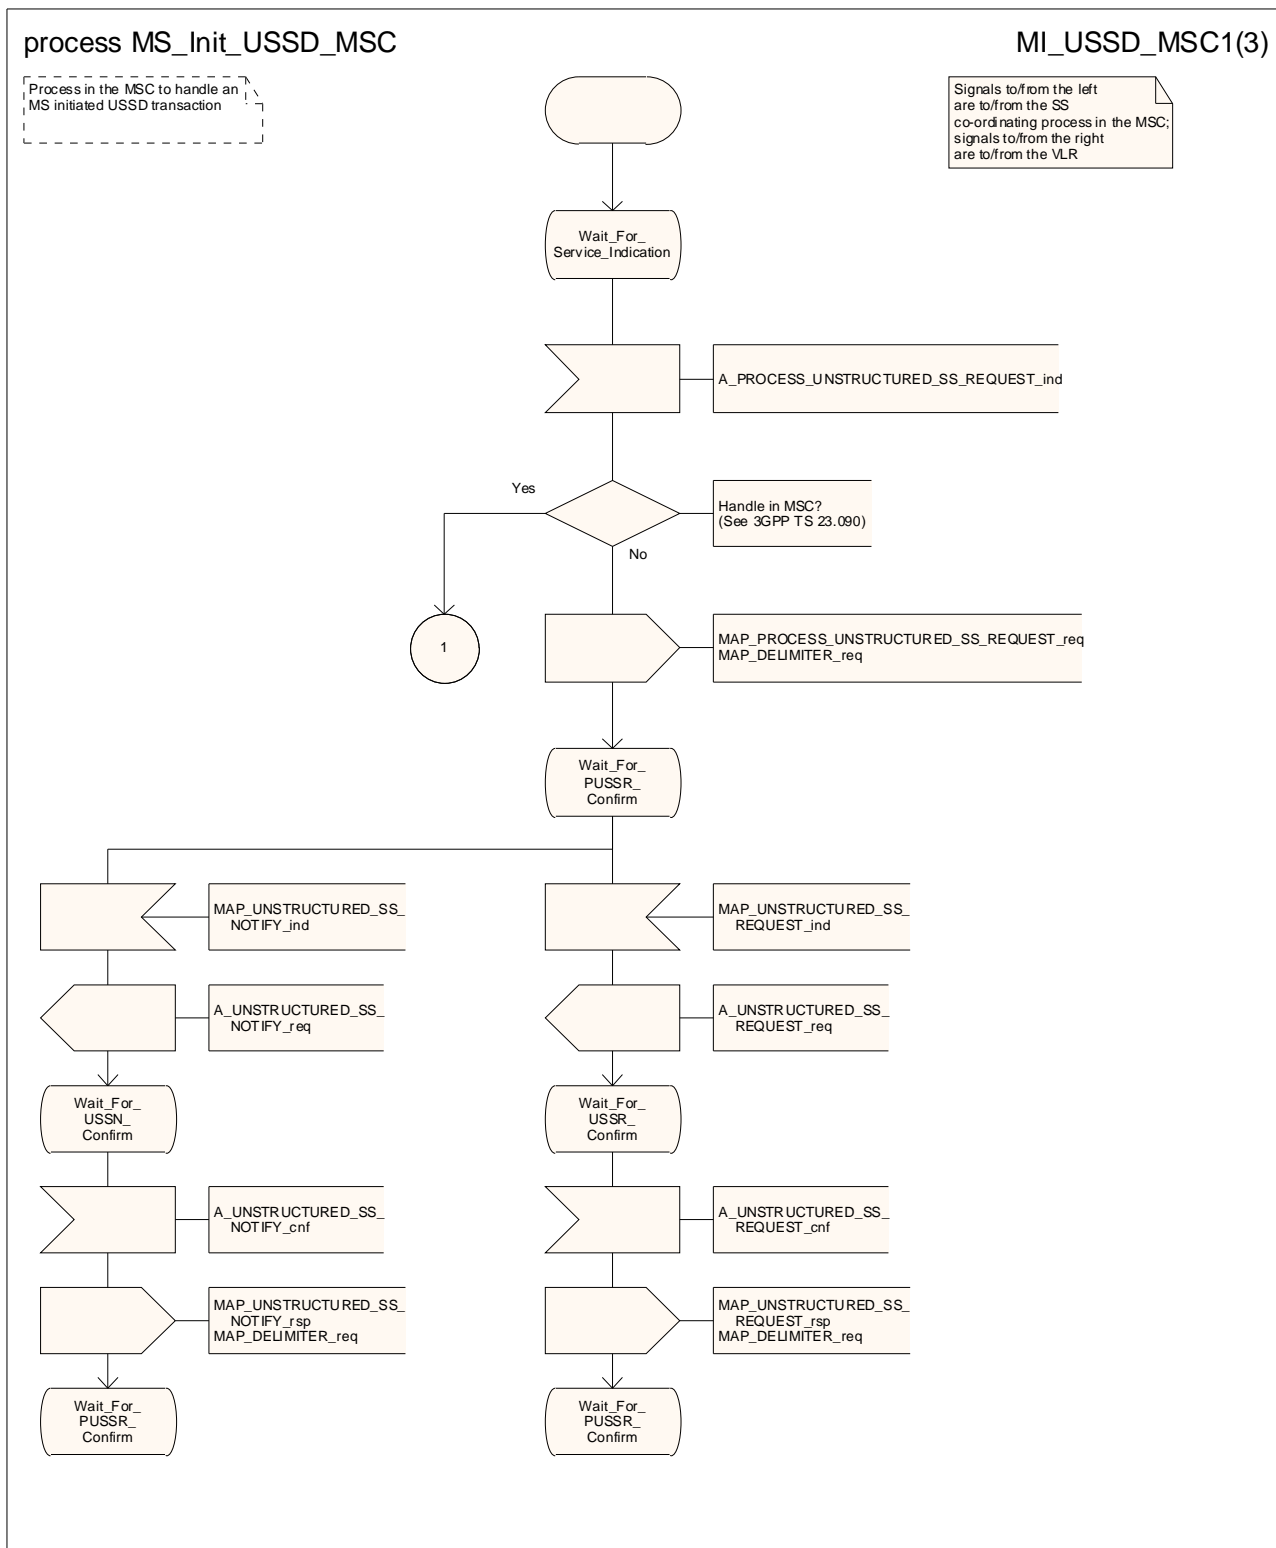 process MS_Init_USSD_MSC
MI_USSD_MSC1(3)
Process in the MSC to handle an
MS initiated USSD transaction
Signals to/from the left
are to/from the SS
co-ordinating process in the MSC;
signals to/from the right
are to/from the VLR
Wait_For_
Service_Indication
A_PROCESS_UNSTRUCTURED_SS_REQUEST_ind
Yes
Handle in MSC?
(See 3GPP TS 23.090)
No
1
MAP_PROCESS_UNSTRUCTURED_SS_REQUEST_req
MAP_DELIMITER_req
Wait_For_
PUSSR_
Confirm
MAP_UNSTRUCTURED_SS_
NOTIFY_ind
MAP_UNSTRUCTURED_SS_
REQUEST_ind
A_UNSTRUCTURED_SS_
NOTIFY_req
A_UNSTRUCTURED_SS_
REQUEST_req
Wait_For_
USSN_
Confirm
Wait_For_
USSR_
Confirm
A_UNSTRUCTURED_SS_
NOTIFY_cnf
A_UNSTRUCTURED_SS_
REQUEST_cnf
MAP_UNSTRUCTURED_SS_
NOTIFY_rsp
MAP_DELIMITER_req
MAP_UNSTRUCTURED_SS_
REQUEST_rsp
MAP_DELIMITER_req
Wait_For_
PUSSR_
Confirm
Wait_For_
PUSSR_
Confirm